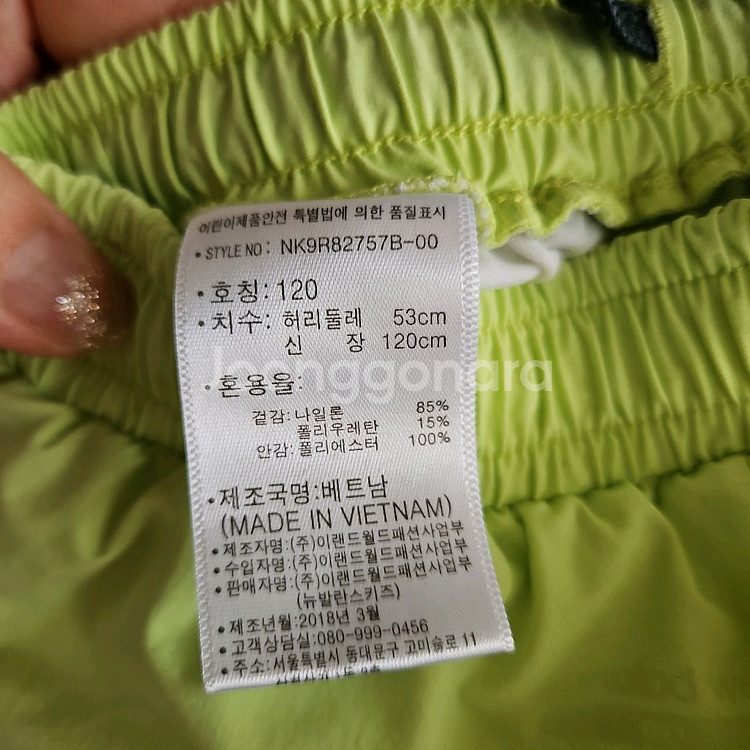 어린이제품안전 특별법에 의한 품질표시
• STYLE NO : NK9R82757B-00
• 호칭: 120
• 치수: 허리둘레 53cm
신 장 120cm
• 혼용율:
겉감: 나일론 85%
폴리우레탄 15%
안감: 폴리에스터 100%
• 제조국명:베트남
(MADE IN VIETNAM)
• 제조자명:(주)이랜드월드패션사업부
• 수입자명:(주)이랜드월드패션사업부
• 판매자명:(주)이랜드월드패션사업부
(뉴발란스키즈)
• 제조년월:2018년 3월
• 고객상담실:080-999-0456
• 주소:서울특별시 동대문구 고미술로 11
joonggonara